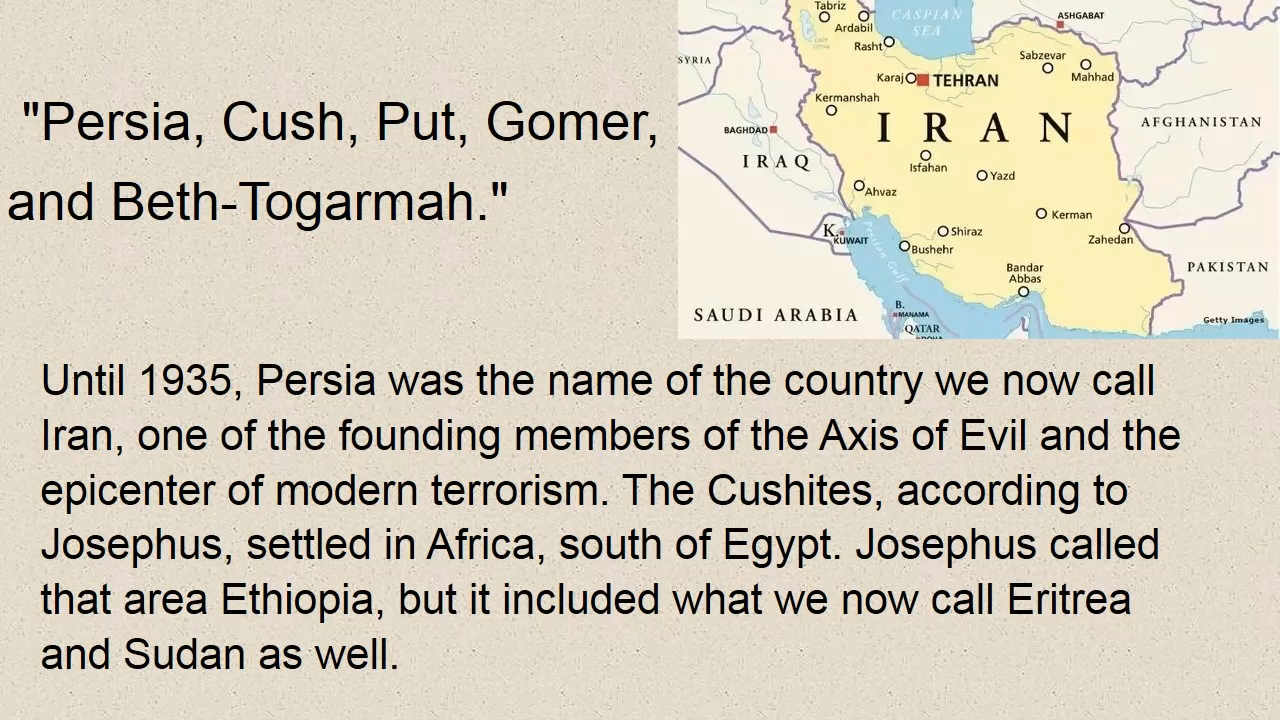 "Persia, Cush, Put, Gomer,
and Beth-Togarmah."
Tabriz
Ardabil
CASPIAN
SEA
Rasht
ASHGABAT
SYRIA
Karaj
TEHRAN
Sabzevar
Mahhad
Kermanshah
BAGHDAD
IRAQ
IRAN
AFGHANISTAN
Isfahan
Yazd
Ahvaz
Kerman
K.
KUWAIT
Persian Gulf
Shiraz
Bushehr
Zahedan
Bandar
Abbas
PAKISTAN
SAUDI ARABIA
B.
MANAMA
QATAR
DOHA
Getty Images
Until 1935, Persia was the name of the country we now call
Iran, one of the founding members of the Axis of Evil and the
epicenter of modern terrorism. The Cushites, according to
Josephus, settled in Africa, south of Egypt. Josephus called
that area Ethiopia, but it included what we now call Eritrea
and Sudan as well.